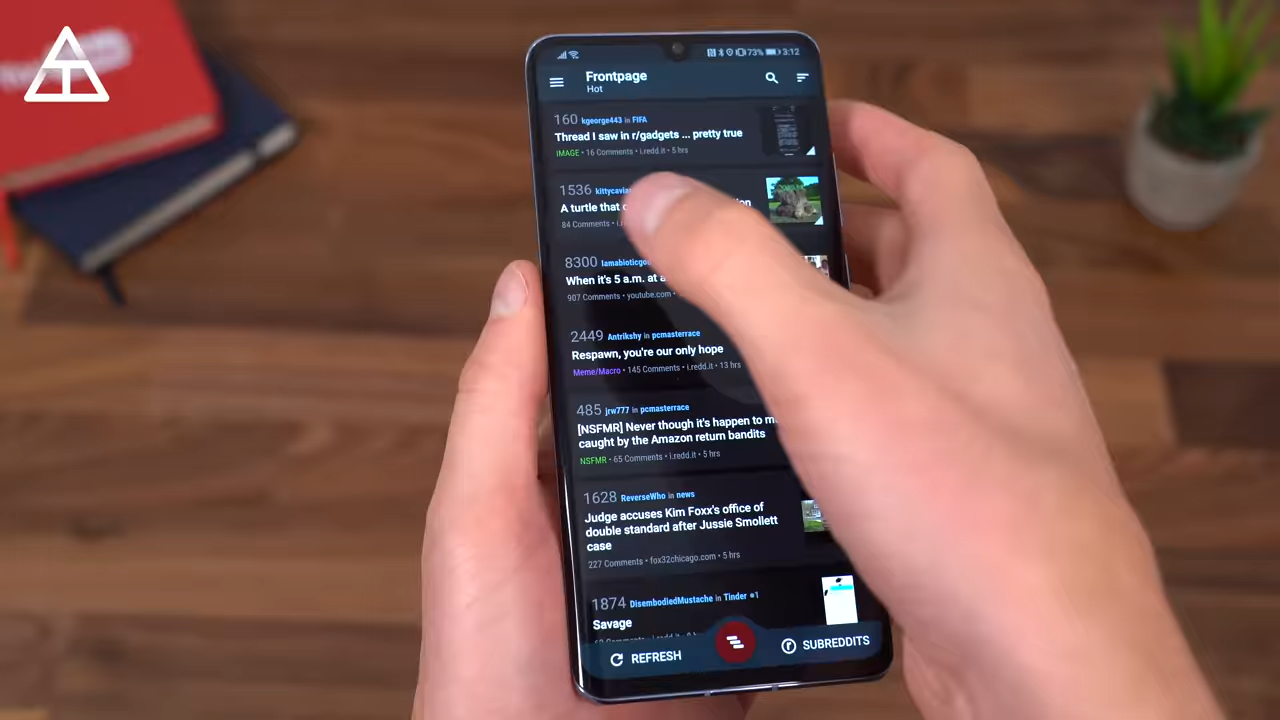 73% 3:12
Frontpage
Hot
160 kgeorge443 in FIFA
Thread I saw in r/gadgets ... pretty true
IMAGE • 16 Comments • i.redd.it • 5 hrs
1536
A turtle that
84 Comments •
8300
When it's 5 a.m. at
907 Comments • youtube.com •
2449 Antrikshy in pcmasterrace
Respawn, you're our only hope
Meme/Macro • 145 Comments • i.redd.it • 13 hrs
485 jrw777 in pcmasterrace
[NSFMR] Never though it's happen to
caught by the Amazon return bandits
NSFMR • 65 Comments • i.redd.it • 5 hrs
1628 ReverseWho in news
Judge accuses Kim Foxx's office of
double standard after Jussie Smollett
case
227 Comments • fox32chicago.com • 5 hrs
1874 DisembodiedMustache in Tinder
Savage
REFRESH
SUBREDDITS